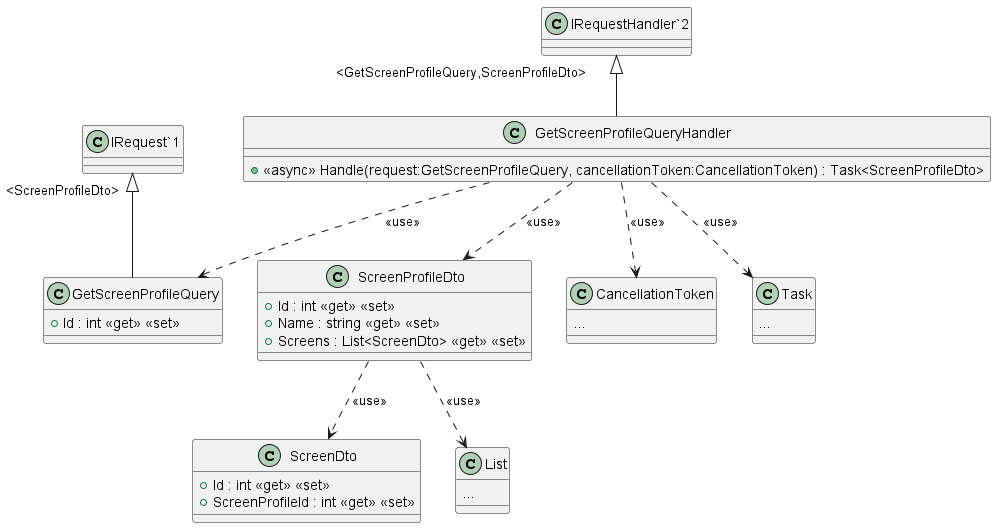 C IRequestHandler`2
<GetScreenProfileQuery,ScreenProfileDto>
C GetScreenProfileQueryHandler
«async» Handle(request:GetScreenProfileQuery, cancellationToken:CancellationToken) : Task<ScreenProfileDto>
C IRequest`1
<ScreenProfileDto>
«use»
«use»
«use»
«use»
C GetScreenProfileQuery
Id : int «get» «set»
C ScreenProfileDto
Id : int «get» «set»
Name : string «get» «set»
Screens : List<ScreenDto> «get» «set»
C CancellationToken
...
C Task
...
«use»
«use»
C ScreenDto
Id : int «get» «set»
ScreenProfileId : int «get» «set»
C List
...